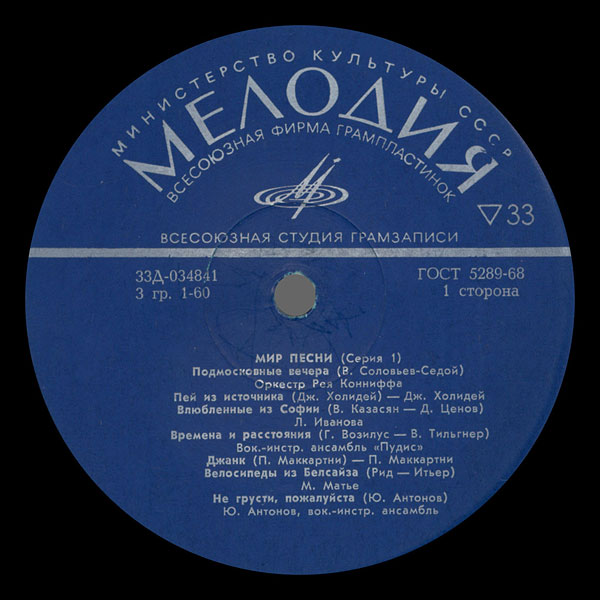 МИНИСТЕРСТВО КУЛЬТУРЫ СССР
МЕЛОДИЯ
ВСЕСОЮЗНАЯ ФИРМА ГРАМПЛАСТИНОК
33
ВСЕСОЮЗНАЯ СТУДИЯ ГРАМЗАПИСИ
33Д-034841 ГОСТ 5289-68
3 гр. 1-60 1 сторона
МИР ПЕСНИ (Серия 1)
Подмосковные вечера (В. Соловьев-Седой)
Оркестр Рея Конниффа
Пей из источника (Дж. Холидей) — Дж. Холидей
Влюбленные из Софии (В. Казасян — Д. Ценов)
Л. Иванова
Времена и расстояния (Г. Возилус — В. Тильгнер)
Вок.-инстр. ансамбль «Пудис»
Джанк (П. Маккартни) — П. Маккартни
Велосипеды из Белсайза (Рид — Итьер)
М. Матье
Не грусти, пожалуйста (Ю. Антонов)
Ю. Антонов, вок.-инстр. ансамбль